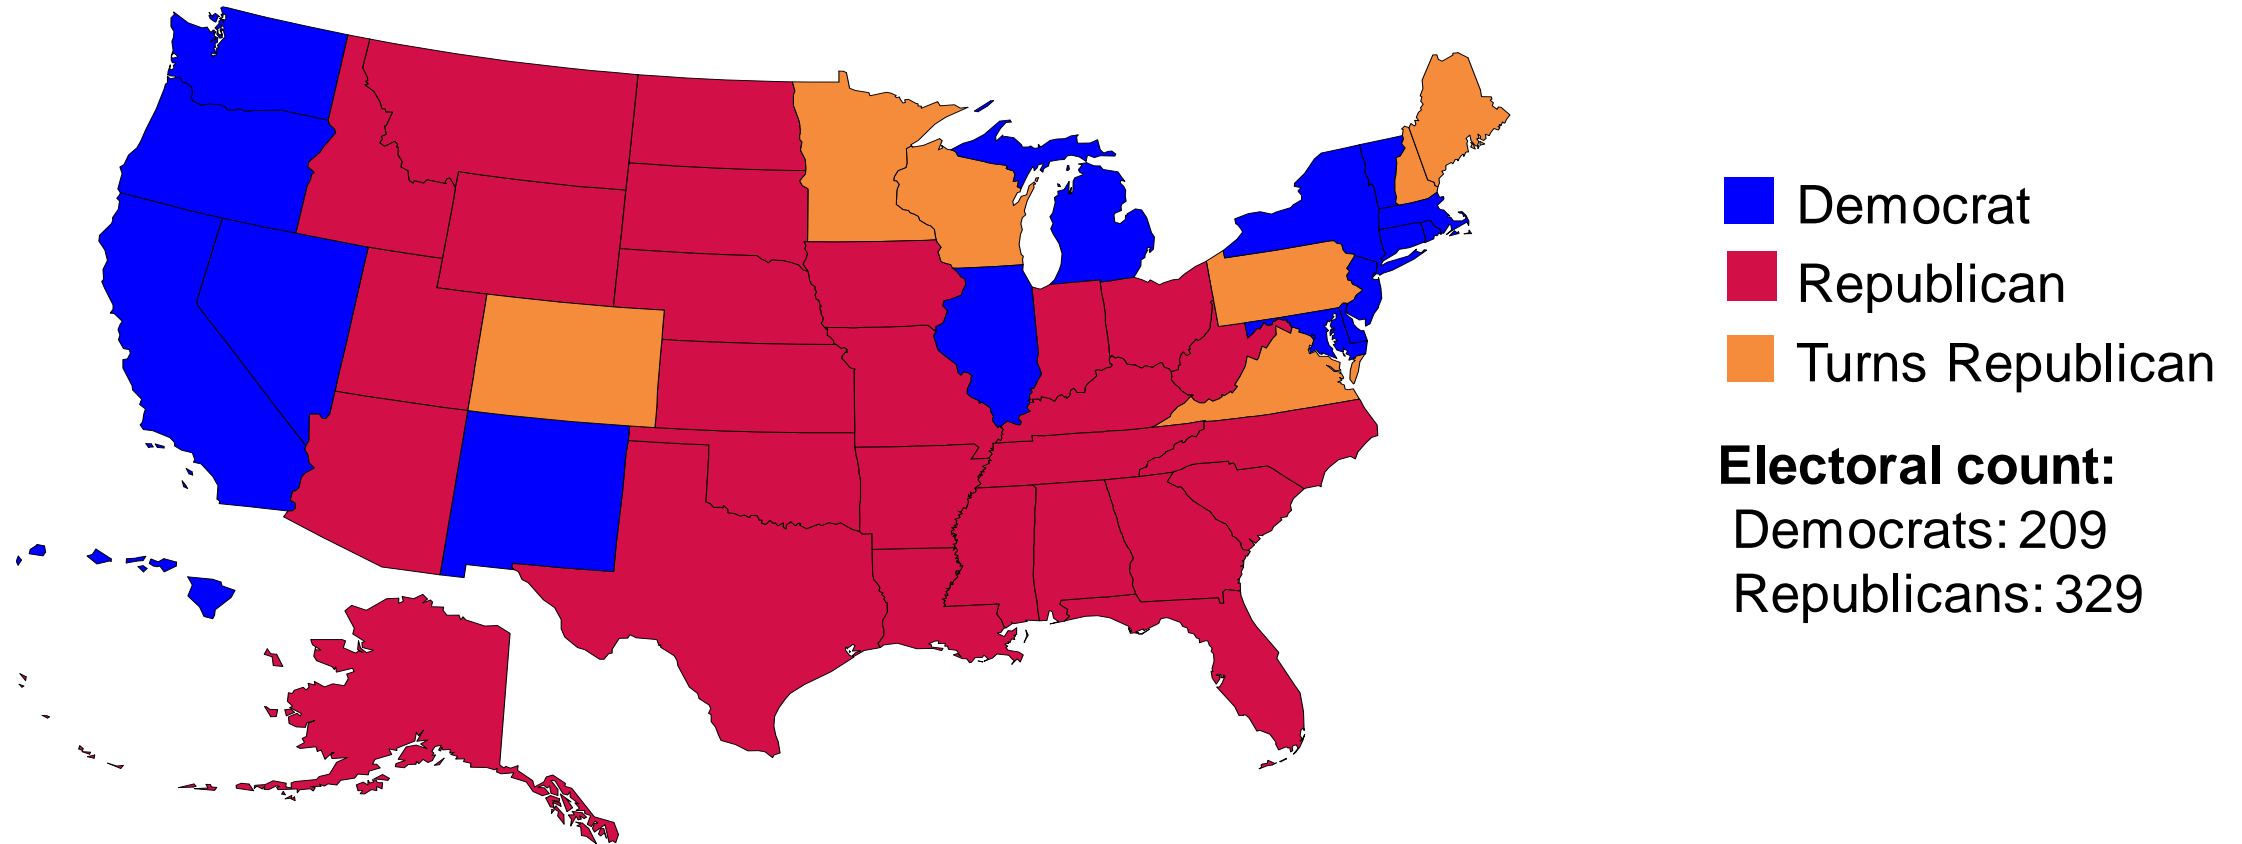 Democrat
Republican
Turns Republican
Electoral count:
Democrats: 209
Republicans: 329